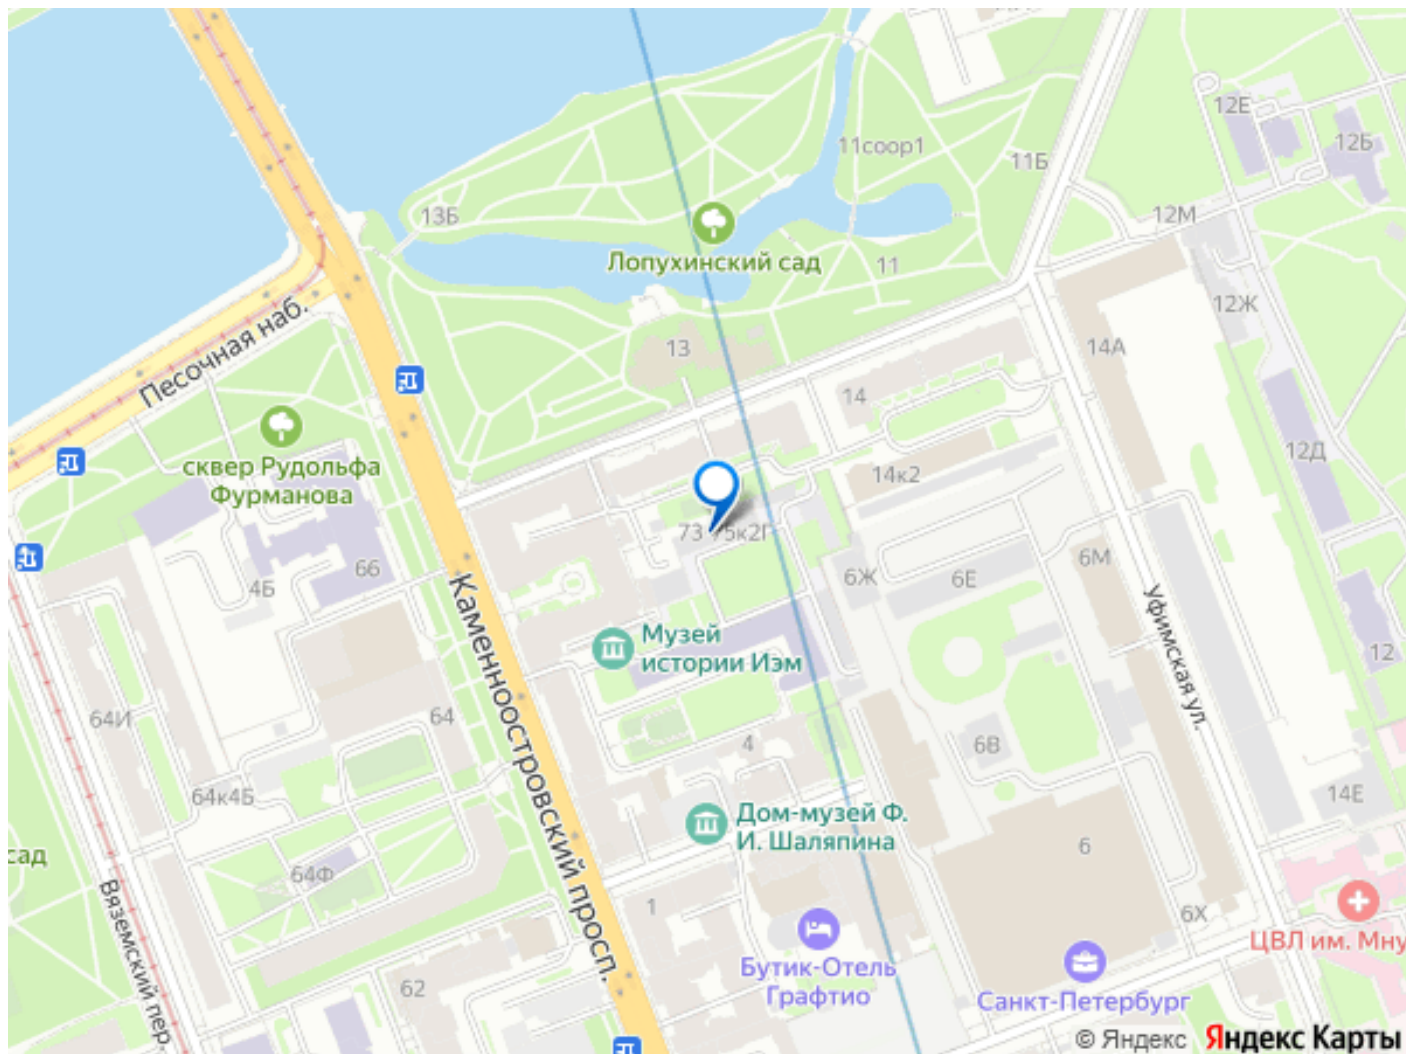 12Е
12Б
11соор1
11Б
13Б
12М
Лопухинский сад
11
12Ж
Песочная наб.
13
14А
14
сквер Рудольфа
Фурманова
12Д
14к2
73 75к2Г
66
4Б
6Ж
6Е
6М
Каменноостровский просп.
Уфимская ул.
Музей
истории Иэм
12
64И
64
4
6В
64к4Б
14Е
Дом-музей Ф.
И. Шаляпина
6
сад
64Ф
Вяземский пер.
1
6Х
ЦВЛ им. Мну
Бутик-Отель
Графтио
62
Санкт-Петербург
© Яндекс Яндекс Карты